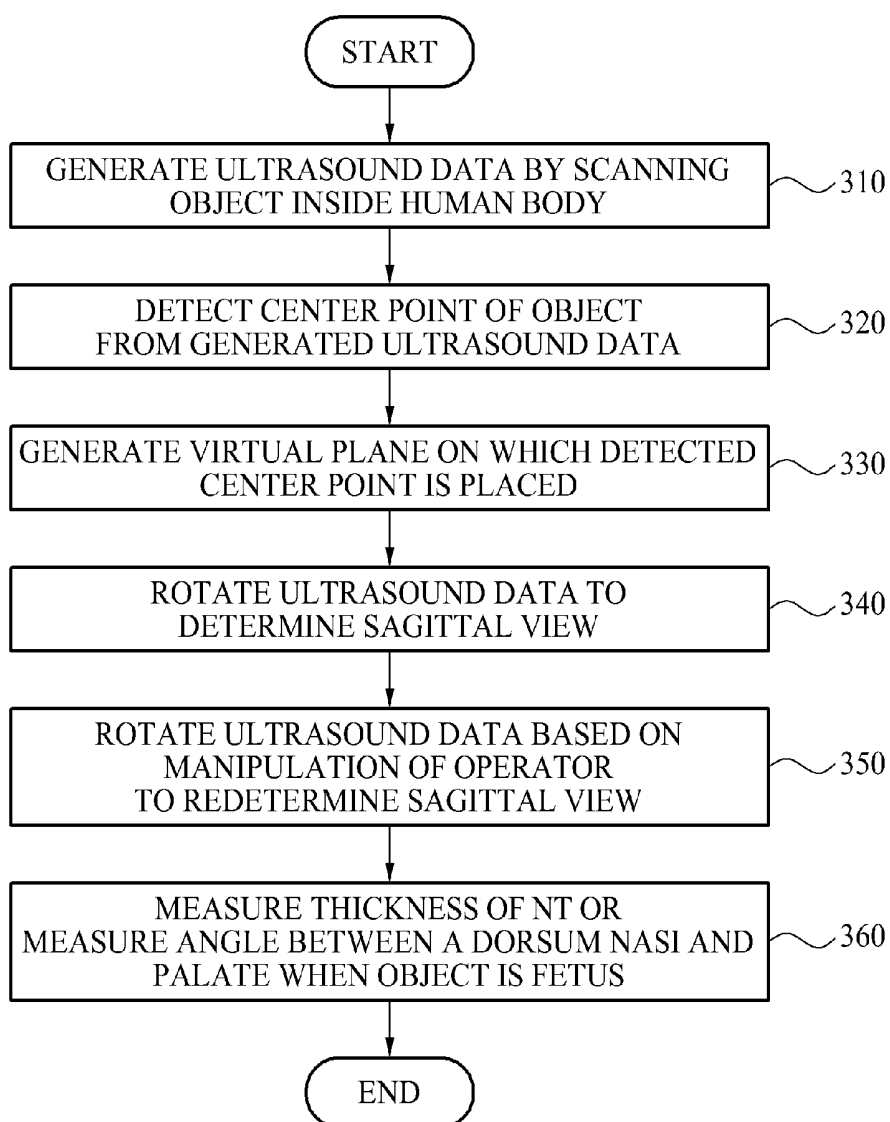 START
GENERATE ULTRASOUND DATA BY SCANNING
OBJECT INSIDE HUMAN BODY
310
DETECT CENTER POINT OF OBJECT
FROM GENERATED ULTRASOUND DATA
320
GENERATE VIRTUAL PLANE ON WHICH DETECTED
CENTER POINT IS PLACED
330
ROTATE ULTRASOUND DATA TO
DETERMINE SAGITTAL VIEW
340
ROTATE ULTRASOUND DATA BASED ON
MANIPULATION OF OPERATOR
TO REDETERMINE SAGITTAL VIEW
350
MEASURE THICKNESS OF NT OR
MEASURE ANGLE BETWEEN A DORSUM NASI AND
PALATE WHEN OBJECT IS FETUS
360
END